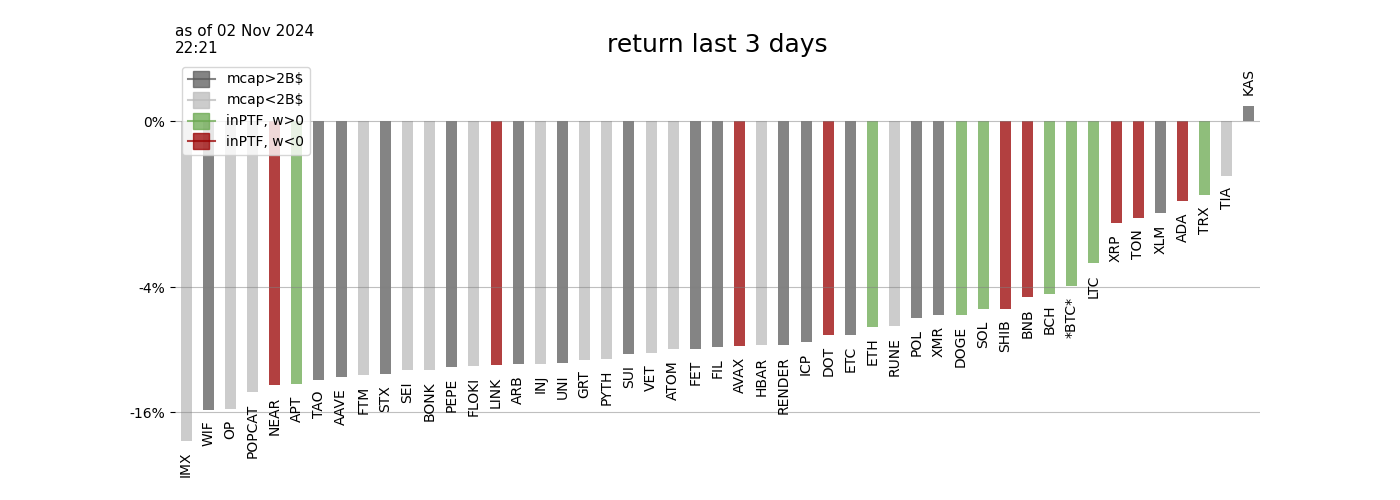 as of 02 Nov 2024
22:21
return last 3 days
mcap>2B$
mcap<2B$
inPTF, w>0
inPTF, w<0
0%
-4%
-16%
IMX
WIF
OP
POPCAT
NEAR
APT
TAO
AAVE
FTM
STX
SEI
BONK
PEPE
FLOKI
LINK
ARB
INJ
UNI
GRT
PYTH
SUI
VET
ATOM
FET
FIL
AVAX
HBAR
RENDER
ICP
DOT
ETC
ETH
RUNE
POL
XMR
DOGE
SOL
SHIB
BNB
BCH
*BTC*
LTC
XRP
TON
XLM
ADA
TRX
TIA
KAS